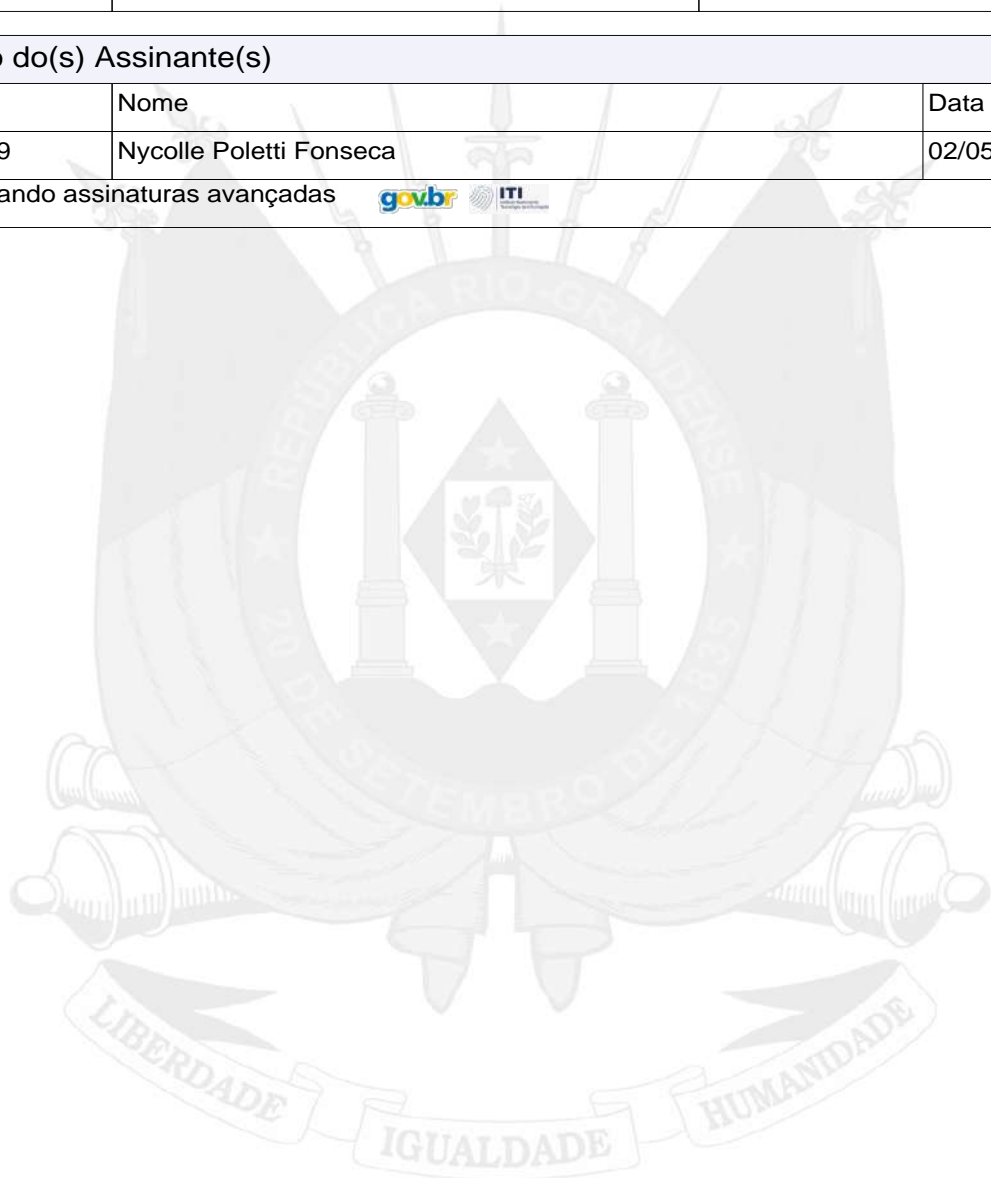 o do(s) Assinante(s)
Nome Data
9 Nycolle Poletti Fonseca 02/05
ando assinaturas avançadas gov.br ITI
REPÚBLICA RIO-GRANDENSE
20 DE SETEMBRO DE 1835
LIBERDADE IGUALDADE HUMANIDADE